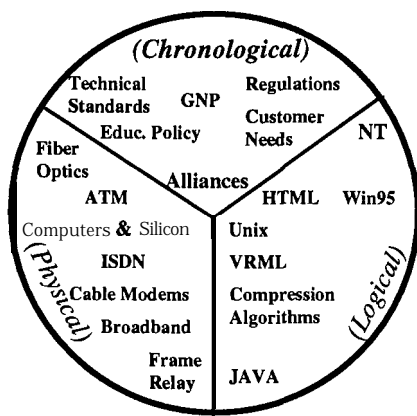 (Chronological)
Technical
Standards
GNP
Regulations
Educ. Policy
Customer
Needs
Alliances
Fiber
Optics
ATM
Computers & Silicon
ISDN
Cable Modems
Broadband
Frame
Relay
(Physical)
NT
HTML
Win95
Unix
VRML
Compression
Algorithms
JAVA
(Logical)